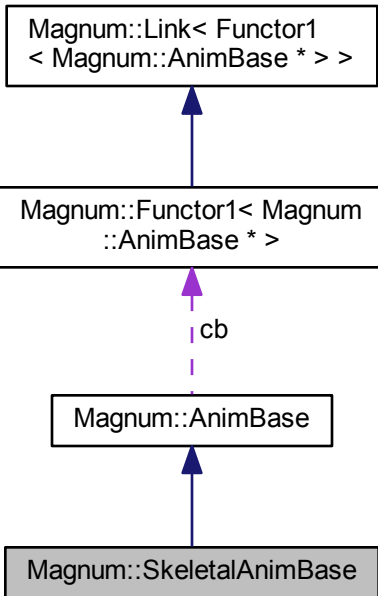 Magnum::Link< Functor1
< Magnum::AnimBase * > >
Magnum::Functor1< Magnum
::AnimBase * >
cb
Magnum::AnimBase
Magnum::SkeletalAnimBase